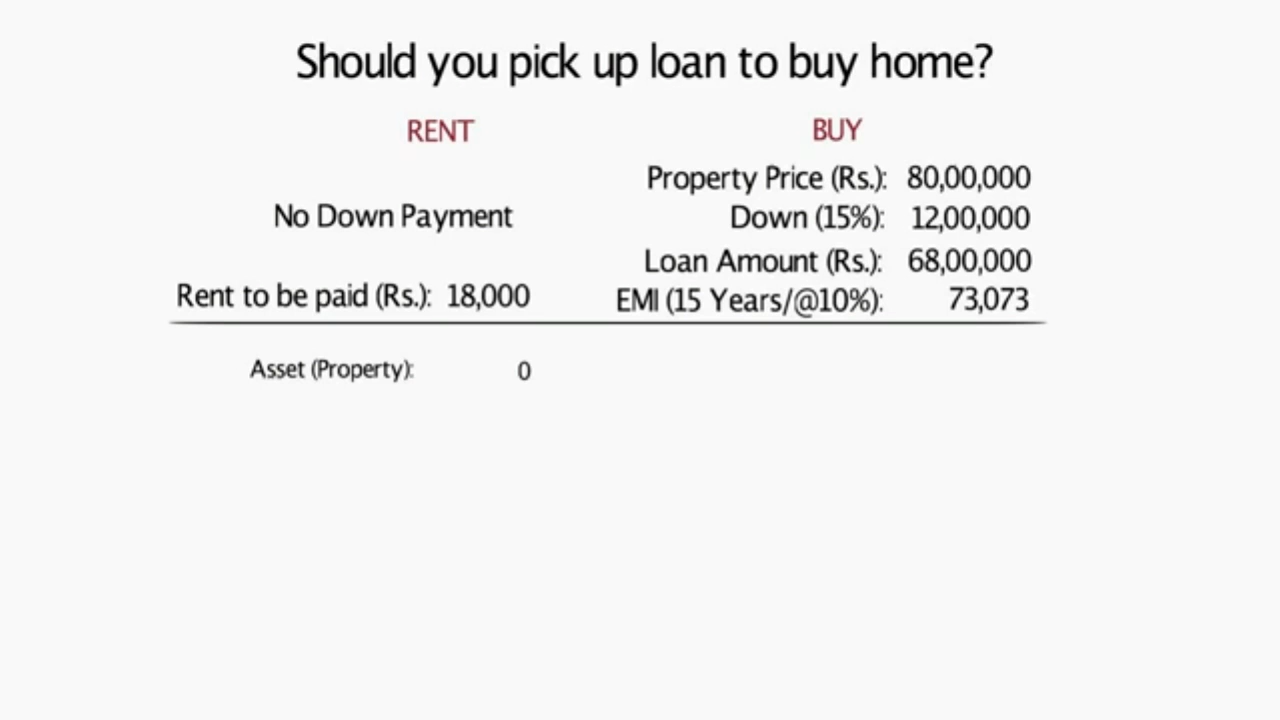 Should you pick up loan to buy home?
RENT
BUY
Property Price (Rs.): 80,00,000
No Down Payment
Down (15%): 12,00,000
Loan Amount (Rs.): 68,00,000
Rent to be paid (Rs.): 18,000
EMI (15 Years/@10%): 73,073
Asset (Property): 0